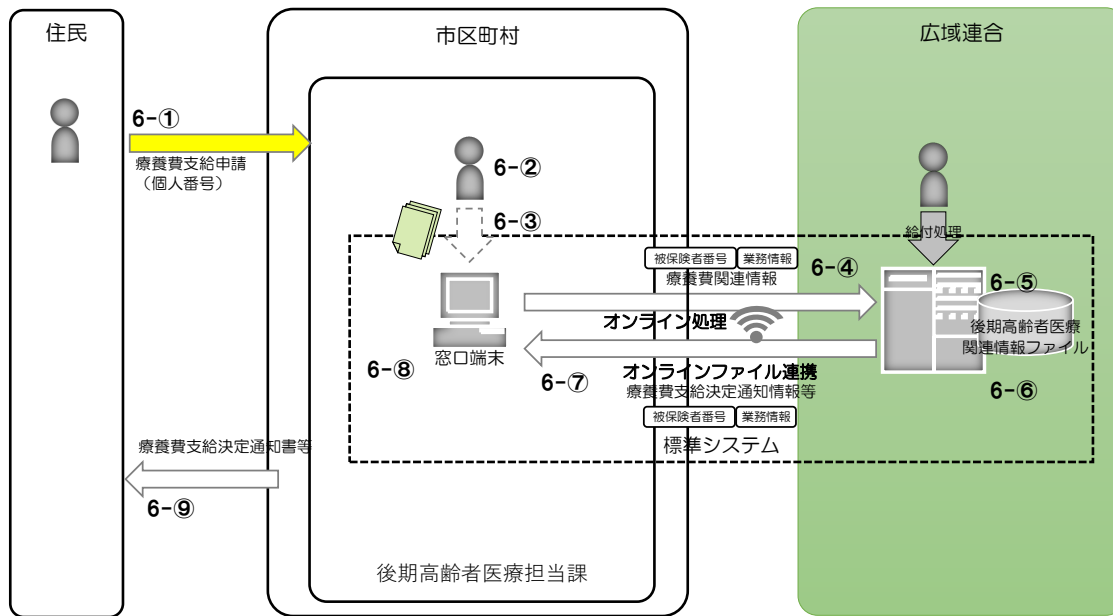 住民
市区町村
広域連合
6-①
療養費支給申請
（個人番号）
6-②
6-③
給付処理
被保険者番号 業務情報
療養費関連情報
6-④
オンライン処理
6-⑤
後期高齢者医療
関連情報ファイル
窓口端末
6-⑧
6-⑦
オンラインファイル連携
療養費支給決定通知情報等
被保険者番号 業務情報
6-⑥
標準システム
療養費支給決定通知書等
6-⑨
後期高齢者医療担当課